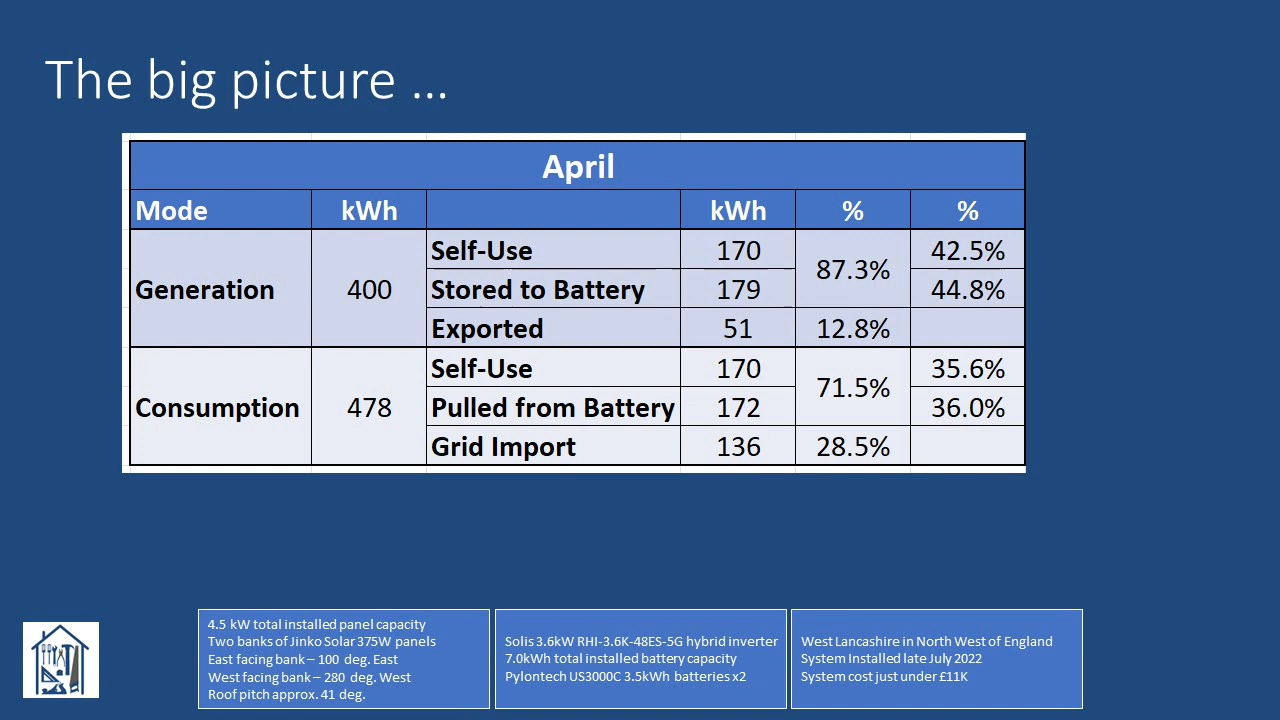 The big picture ...
April
Mode kWh kWh % %
Generation 400 Self-Use 170 87.3% 42.5%
Stored to Battery 179 44.8%
Exported 51 12.8%
Consumption 478 Self-Use 170 71.5% 35.6%
Pulled from Battery 172 36.0%
Grid Import 136 28.5%
4.5 kW total installed panel capacity
Two banks of Jinko Solar 375W panels
East facing bank – 100 deg. East
West facing bank – 280 deg. West
Roof pitch approx. 41 deg.
Solis 3.6kW RHI-3.6K-48ES-5G hybrid inverter
7.0kWh total installed battery capacity
Pylontech US3000C 3.5kWh batteries x2
West Lancashire in North West of England
System Installed late July 2022
System cost just under £11K